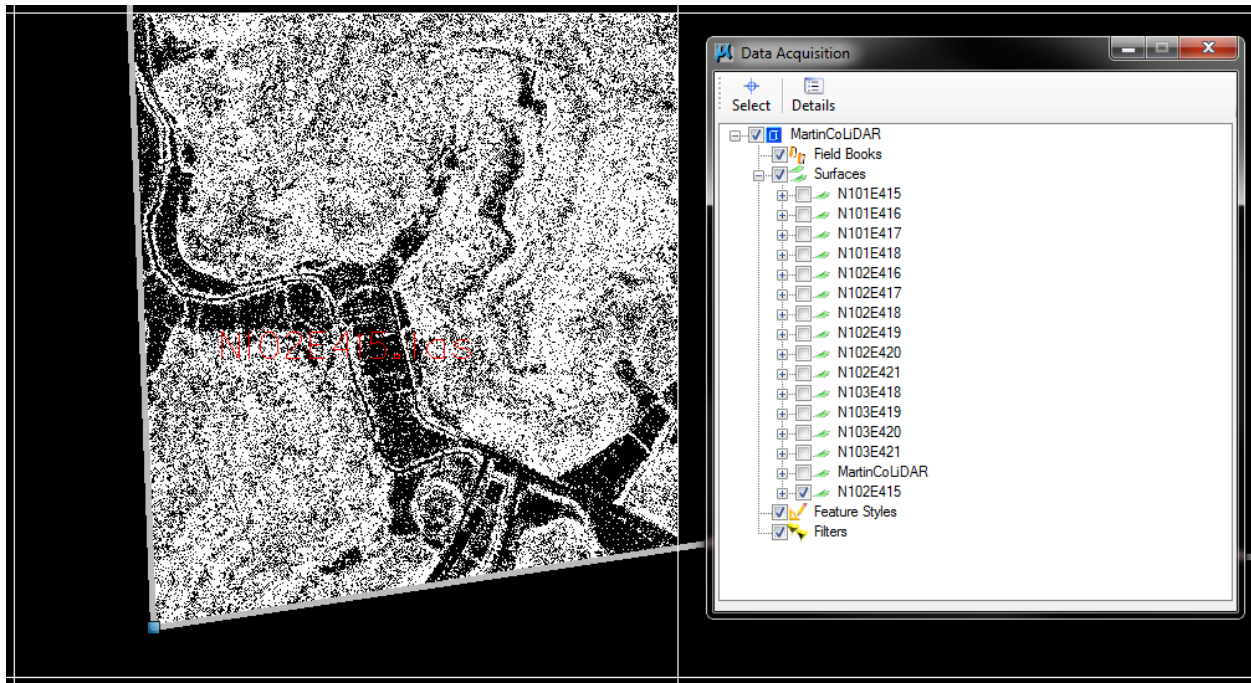 Data Acquisition
Select Details
MartinCoLiDAR
Field Books
Surfaces
N101E415
N101E416
N101E417
N101E418
N102E416
N102E417
N102E418
N102E419
N102E420
N102E421
N103E418
N103E419
N103E420
N103E421
MartinCoLiDAR
N102E415
Feature Styles
Filters
N102E415.las